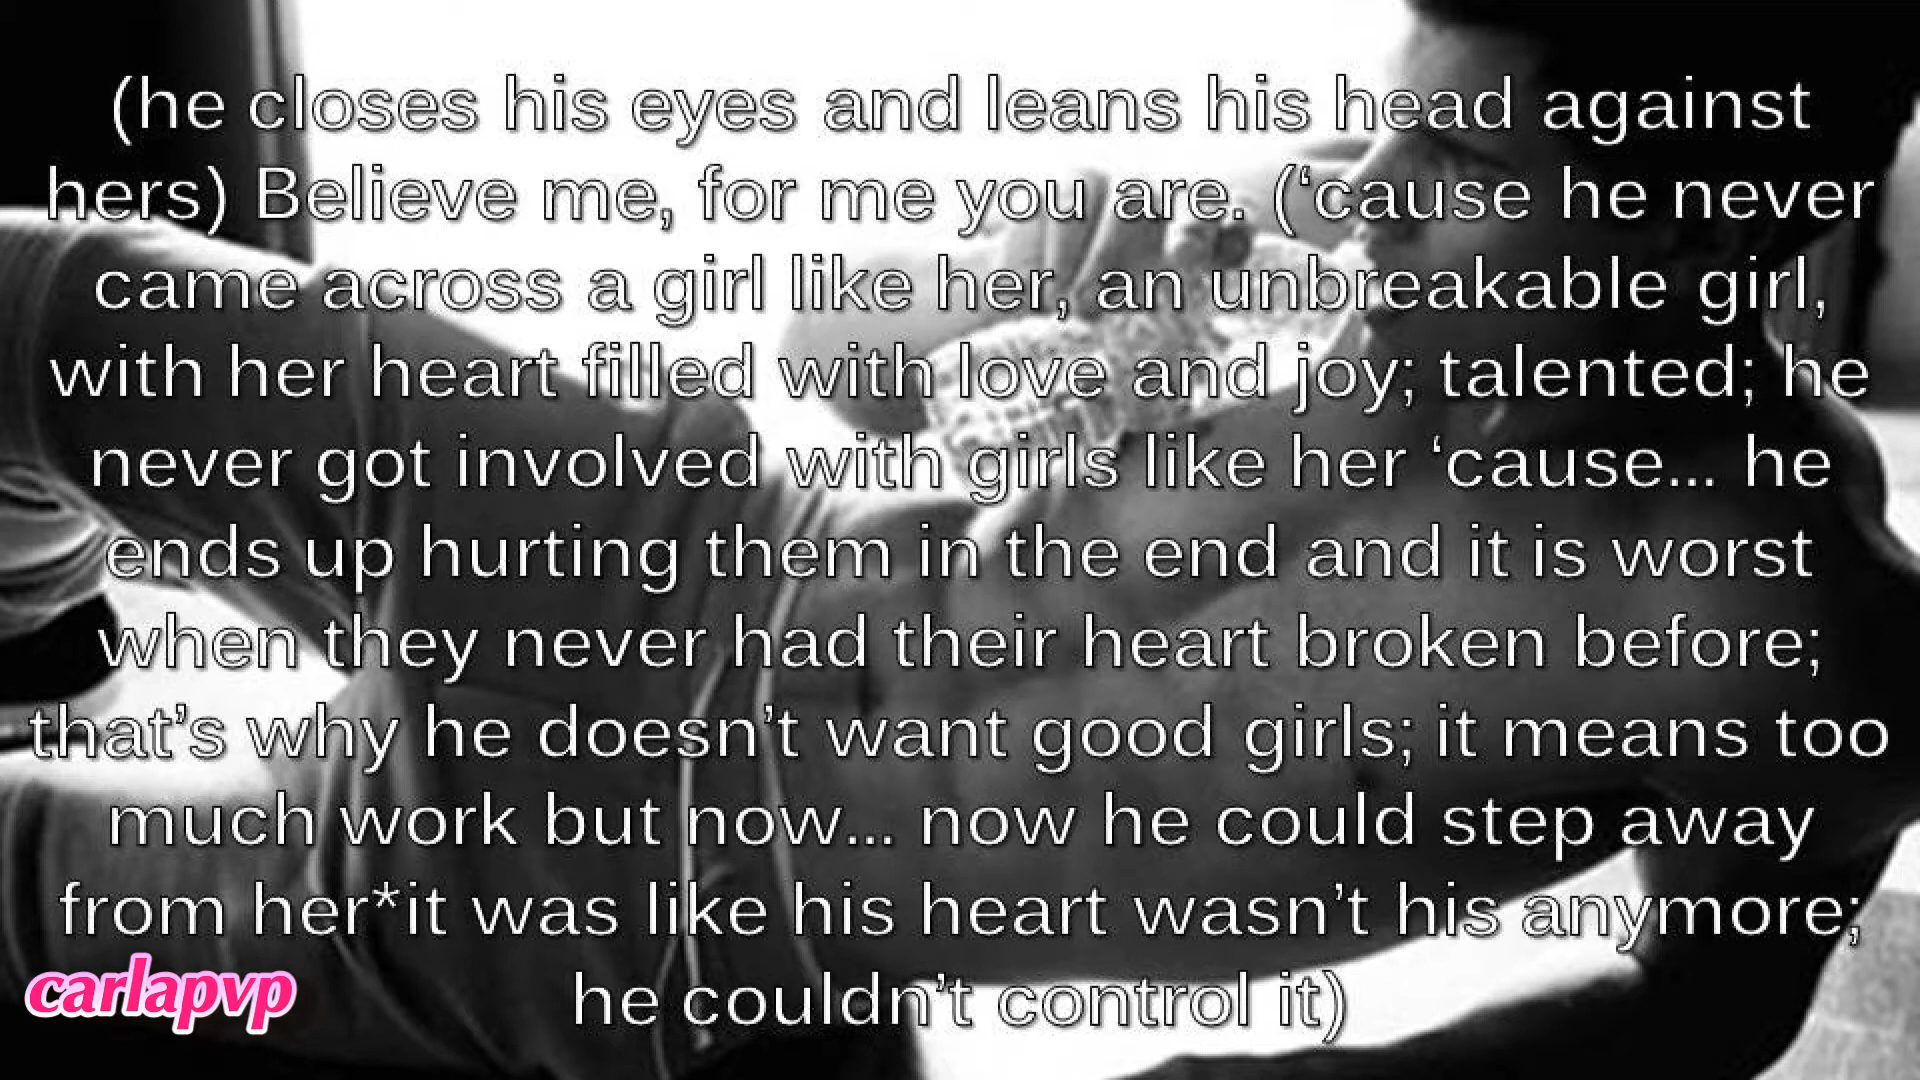 (he closes his eyes and leans his head against
hers) Believe me, for me you are. (‘cause he never
came across a girl like her, an unbreakable girl,
with her heart filled with love and joy; talented; he
never got involved with girls like her ‘cause... he
ends up hurting them in the end and it is worst
when they never had their heart broken before;
that’s why he doesn’t want good girls; it means too
much work but now... now he could step away
from her*it was like his heart wasn’t his anymore;
he couldn’t control it)
carlapvp